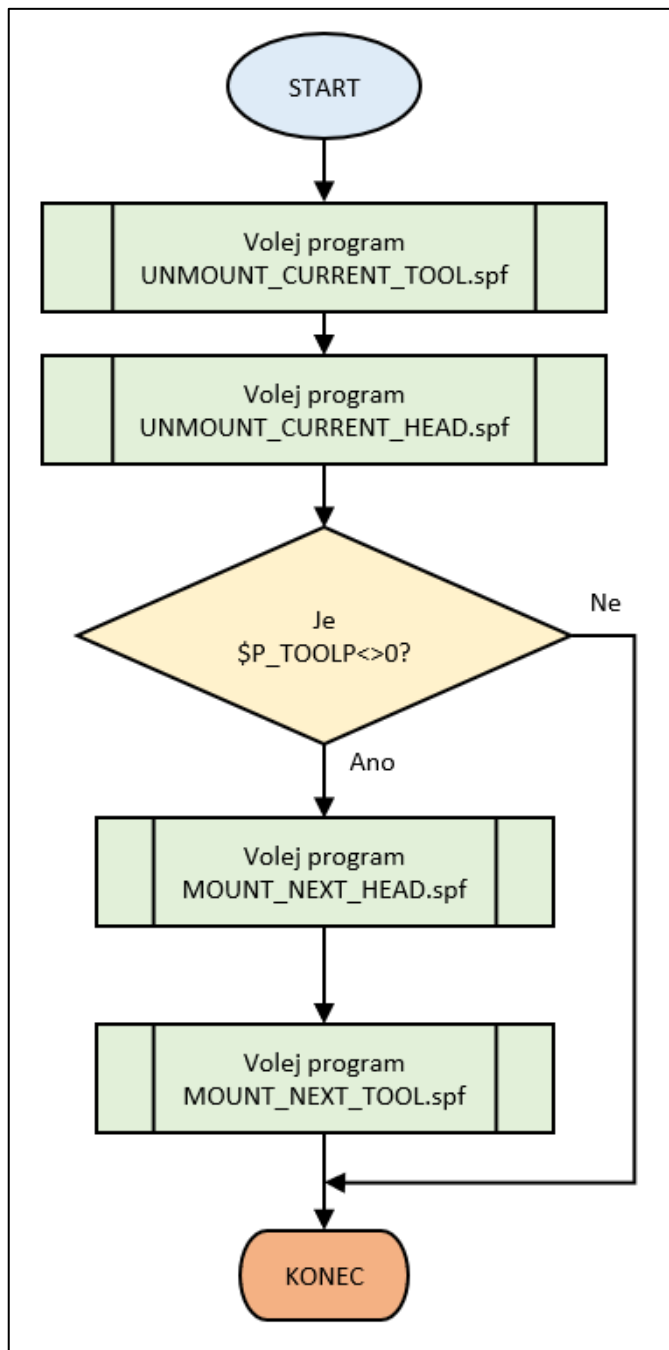 START
Volej program
UNMOUNT_CURRENT_TOOL.spf
Volej program
UNMOUNT_CURRENT_HEAD.spf
Je
$P_TOOLP<>0?
Ne
Ano
Volej program
MOUNT_NEXT_HEAD.spf
Volej program
MOUNT_NEXT_TOOL.spf
KONEC